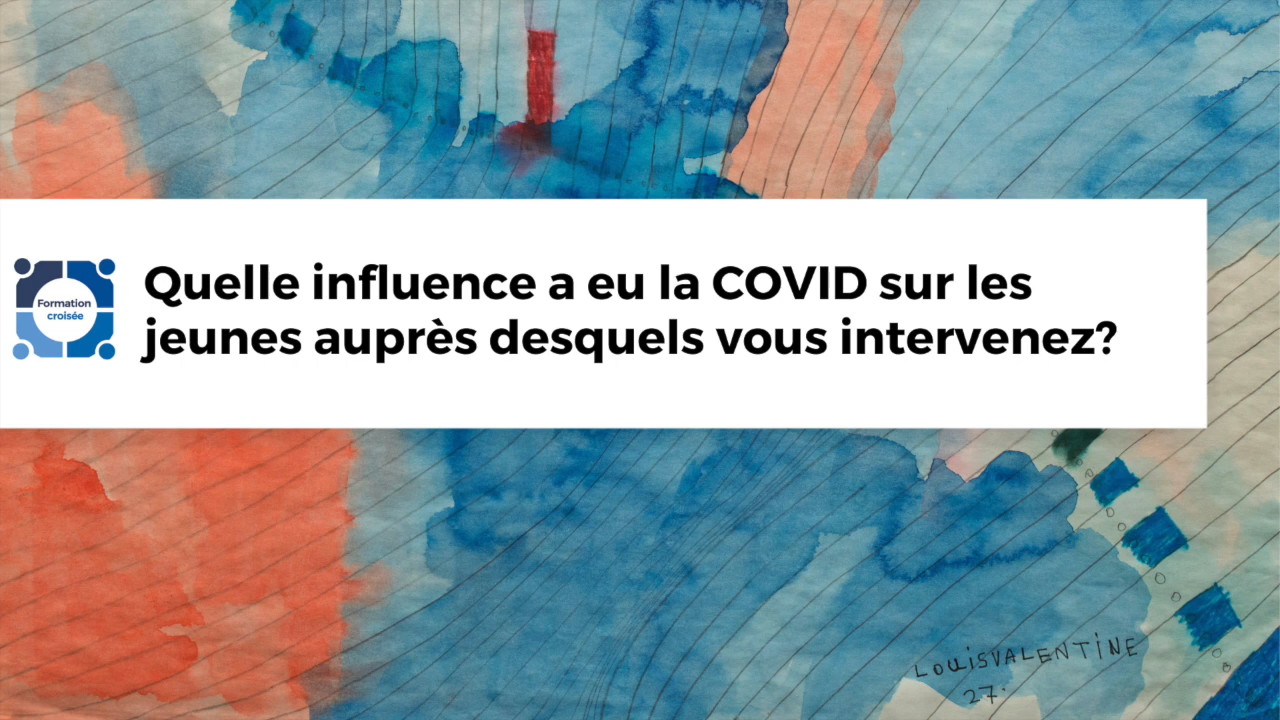 Formation
croisée
Quelle influence a eu la COVID sur les
jeunes auprès desquels vous intervenez?
LOUISVALENTINE
27.